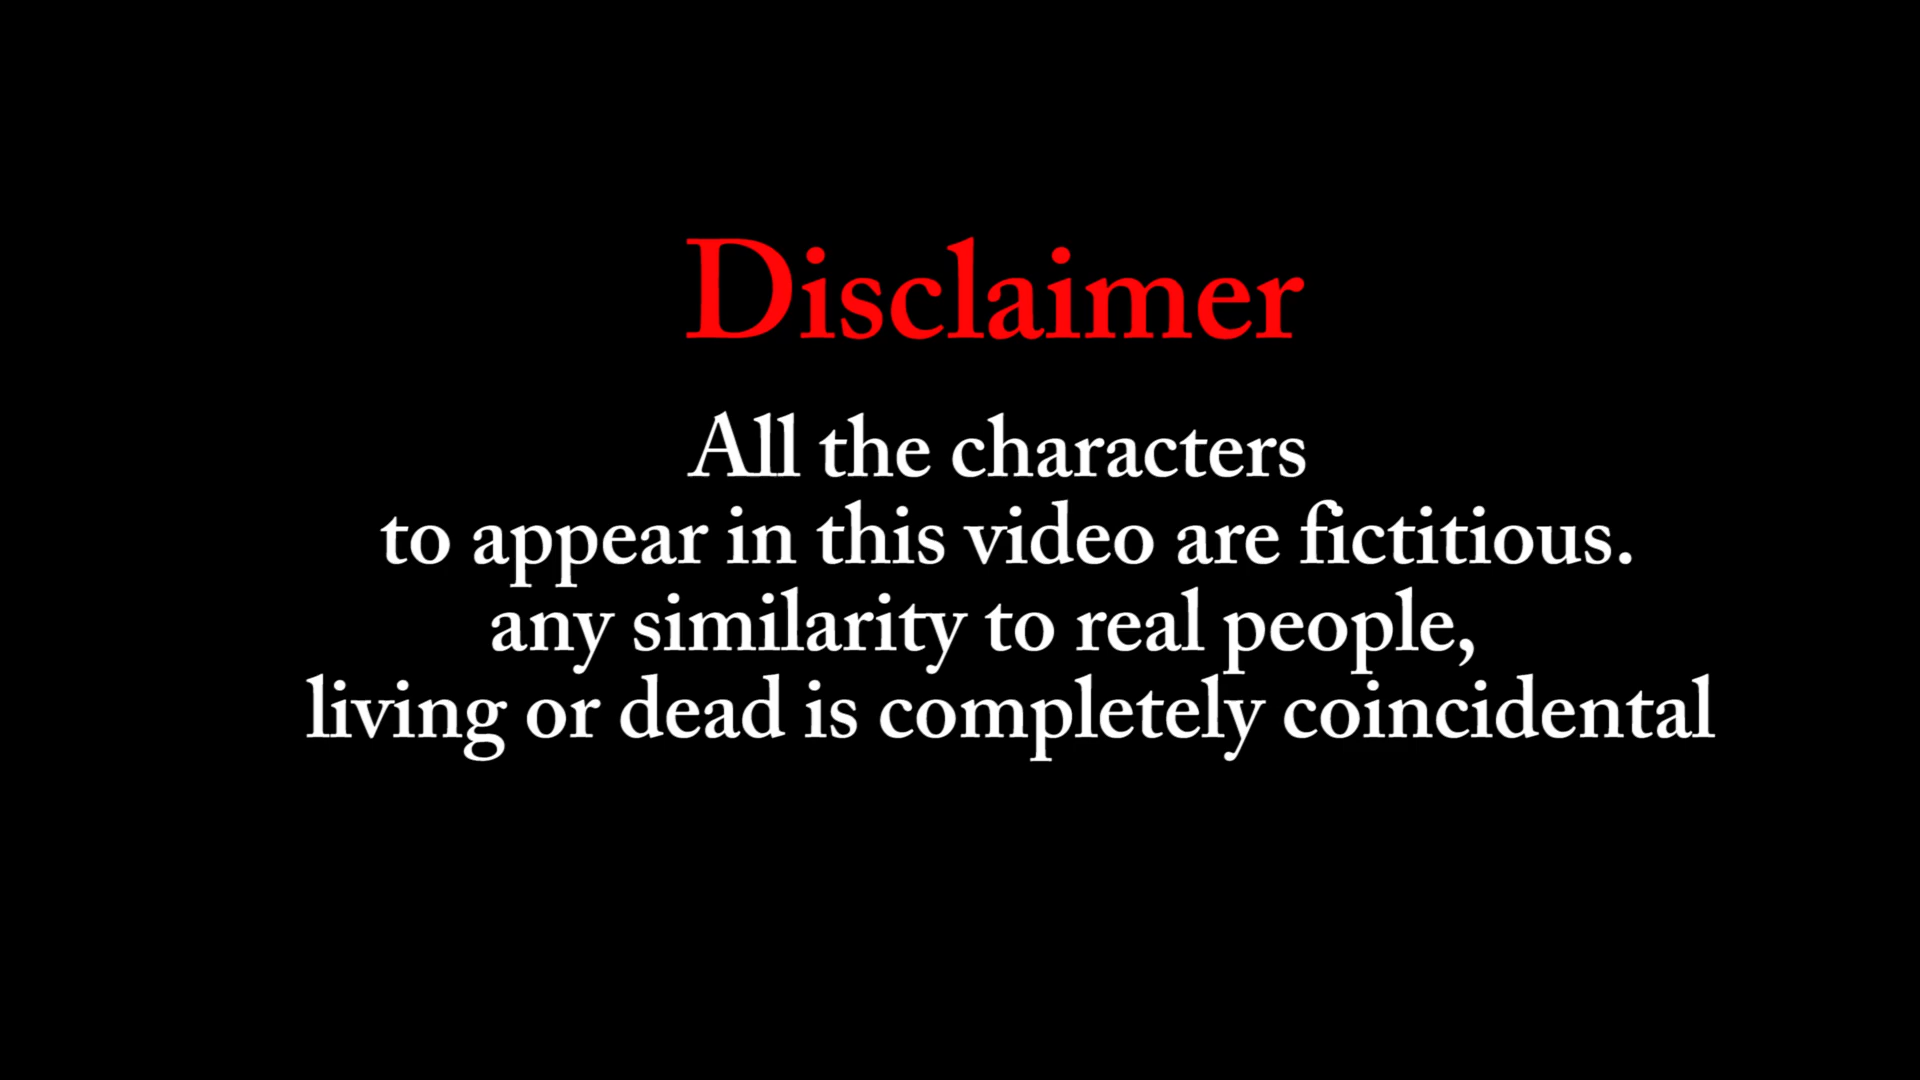 Disclaimer
All the characters
to appear in this video are fictitious.
any similarity to real people,
living or dead is completely coincidental